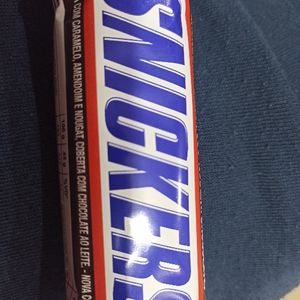 SNICKERS
COM CARAMELO, AMENDOIM E NOUGAT, COBERTA COM CHOCOLATE AO LEITE - NOVA